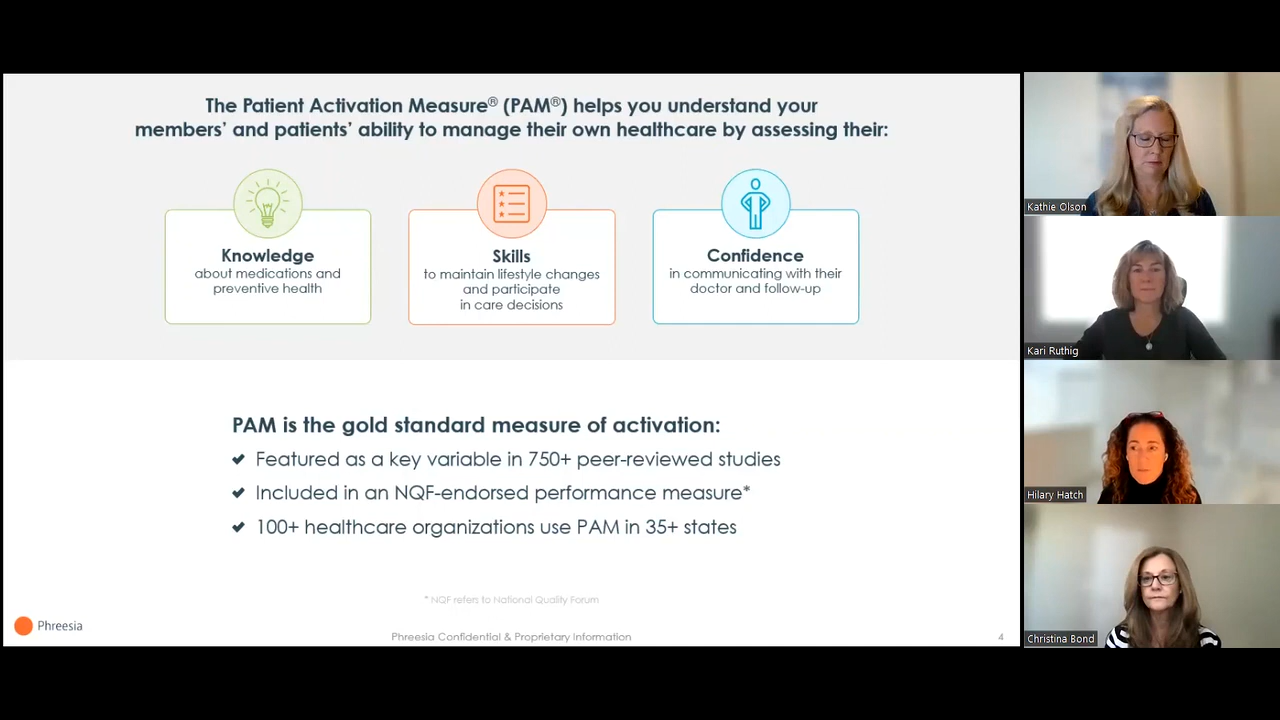 The Patient Activation Measure® (PAM®) helps you understand your
members’ and patients’ ability to manage their own healthcare by assessing their:
Knowledge
about medications and
preventive health
Skills
to maintain lifestyle changes
and participate
in care decisions
Confidence
in communicating with their
doctor and follow-up
PAM is the gold standard measure of activation:
✔ Featured as a key variable in 750+ peer-reviewed studies
✔ Included in an NQF-endorsed performance measure*
✔ 100+ healthcare organizations use PAM in 35+ states
* NQF refers to National Quality Forum
Phreesia
Phreesia Confidential & Proprietary Information
4
Kathie Olson
Kari Ruthig
Hilary Hatch
Christina Bond